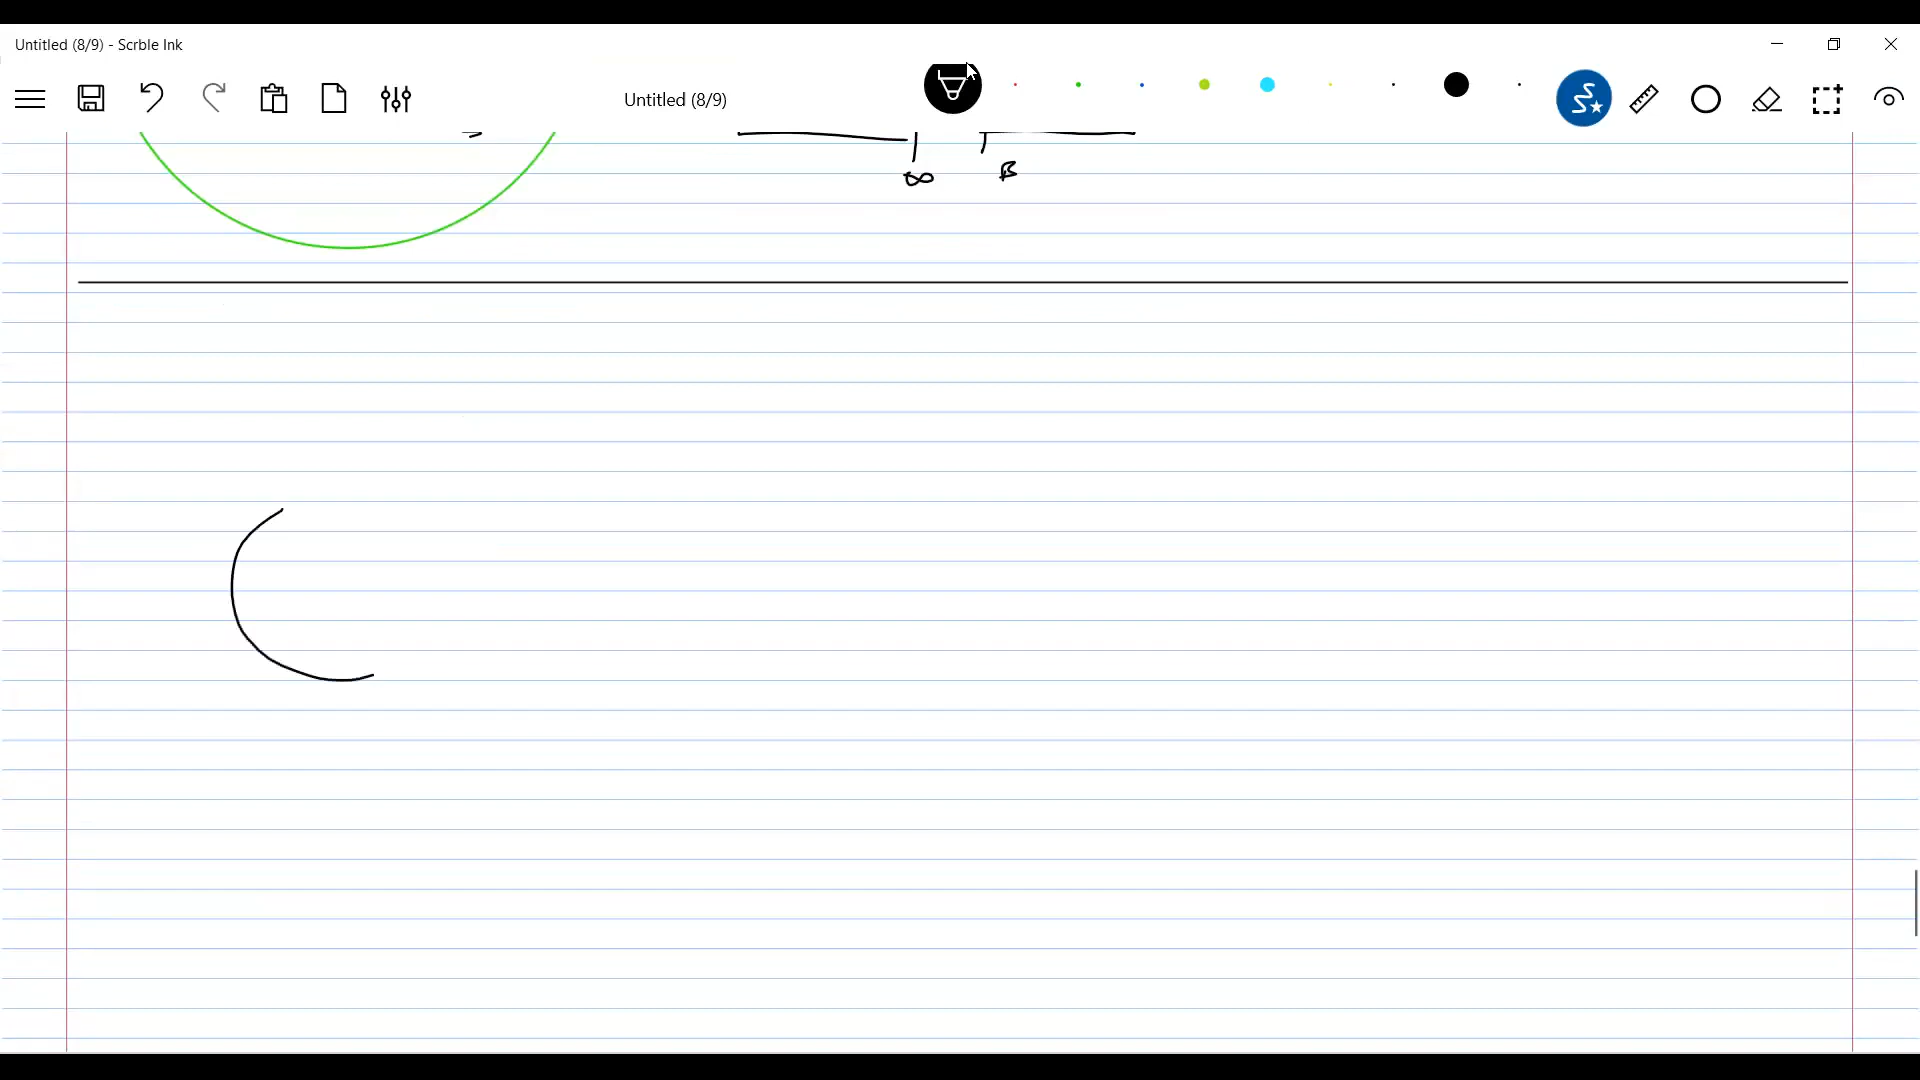 Untitled (8/9) - Scrble Ink
Untitled (8/9)
∞ B